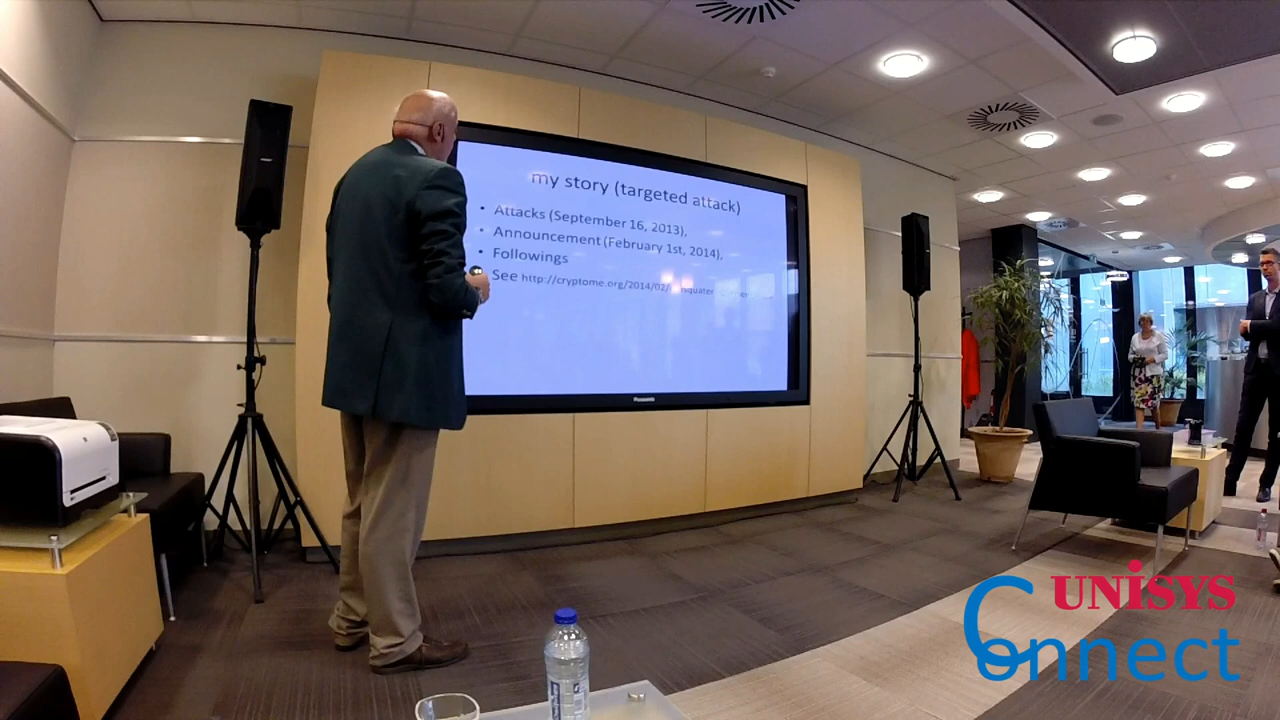 my story (targeted attack)
• Attacks (September 16, 2013),
• Announcement (February 1st, 2014),
• Followings
• See http://cryptome.org/2014/02/
Panasonic
UNISYS
Connect